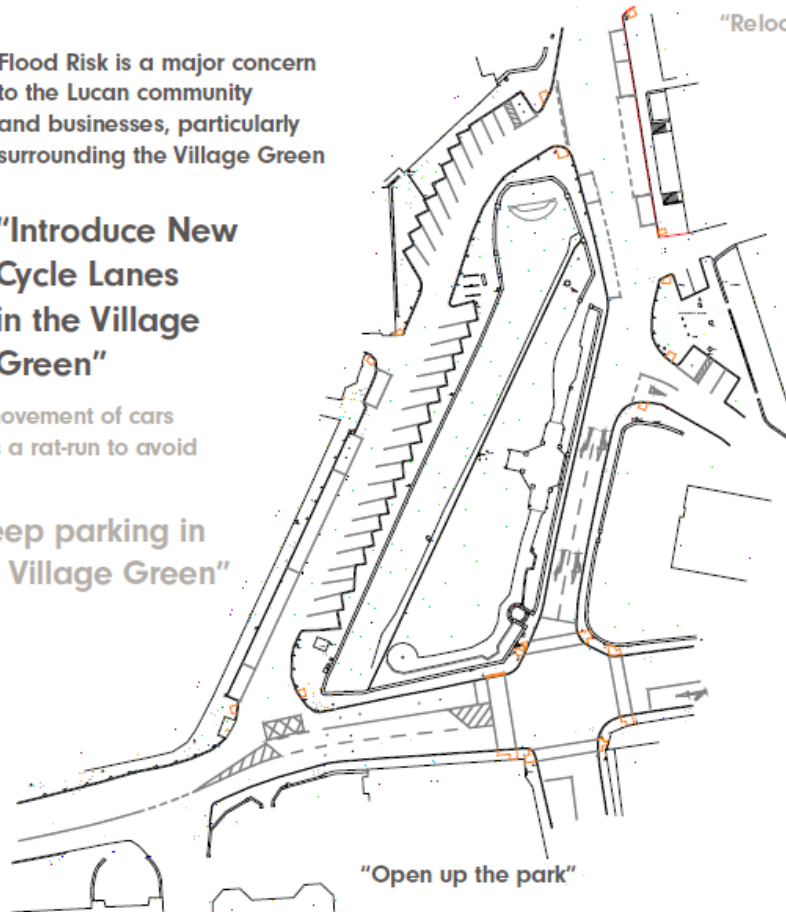 “Reloc
Flood Risk is a major concern
to the Lucan community
and businesses, particularly
surrounding the Village Green
“Introduce New
Cycle Lanes
in the Village
Green”
ovement of cars
s a rat-run to avoid
eep parking in
Village Green”
“Open up the park”